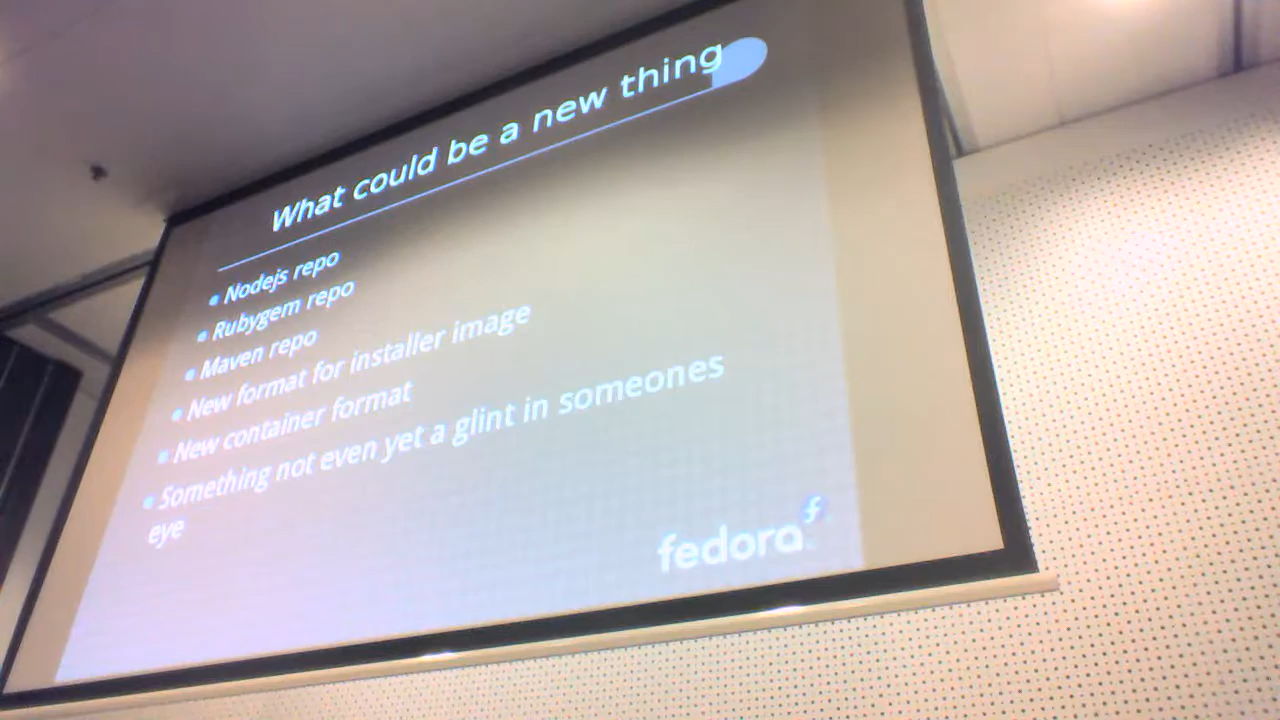 What could be a new thing
Nodejs repo
Rubygem repo
Maven repo
New format for installer image
New container format
Something not even yet a glint in someones
eye
fedora